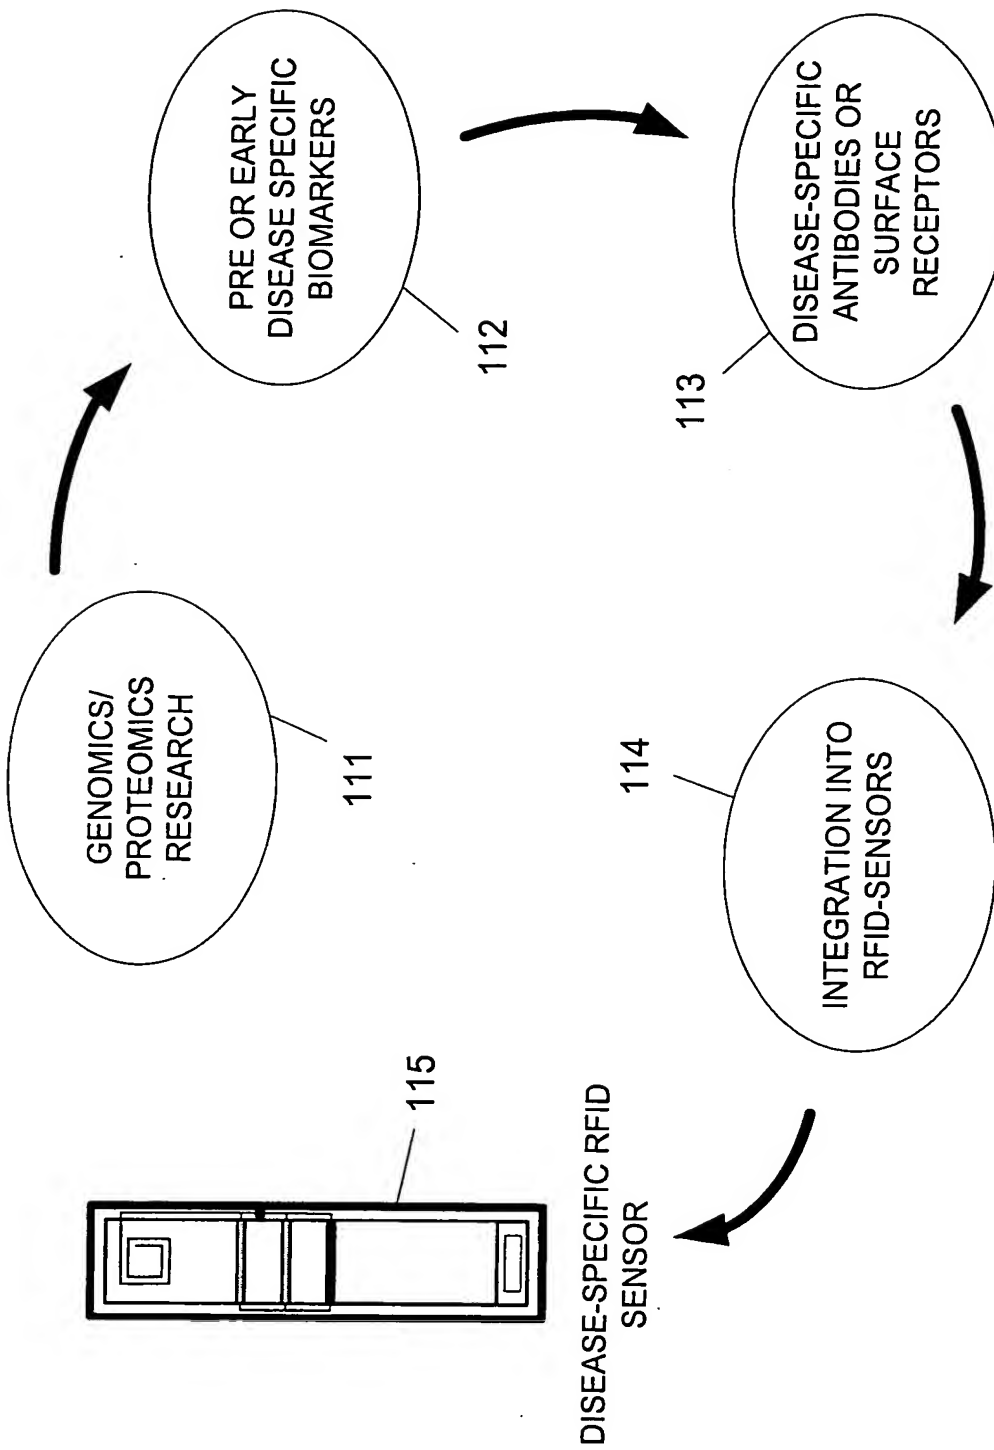 GENOMICS/
PROTEOMICS
RESEARCH
111
PRE OR EARLY
DISEASE SPECIFIC
BIOMARKERS
112
DISEASE-SPECIFIC
ANTIBODIES OR
SURFACE
RECEPTORS
113
INTEGRATION INTO
RFID-SENSORS
114
115
DISEASE-SPECIFIC RFID
SENSOR